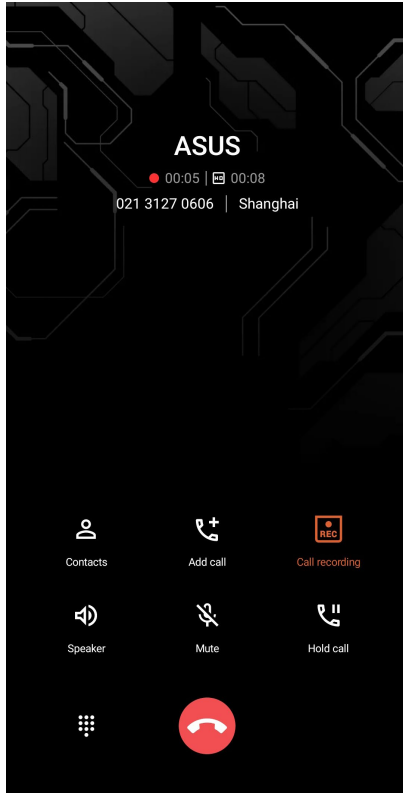 ASUS
00:05 | HD 00:08
021 3127 0606 | Shanghai
REC
Contacts Add call Call recording
Speaker Mute Hold call